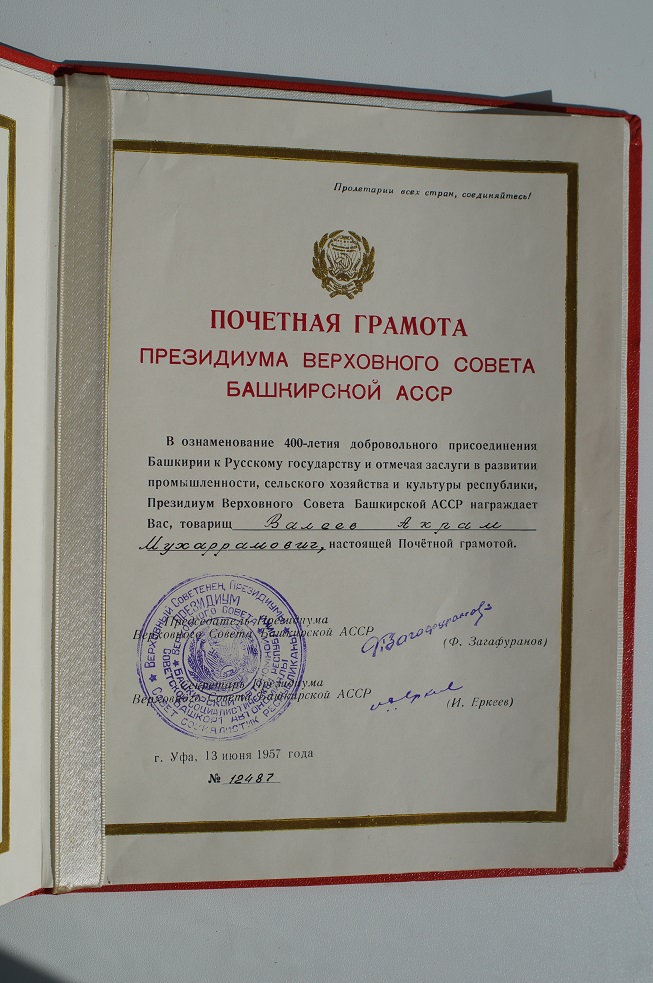 Пролетарии всех стран, соединяйтесь!
ПОЧЕТНАЯ ГРАМОТА
ПРЕЗИДИУМА ВЕРХОВНОГО СОВЕТА
БАШКИРСКОЙ АССР
В ознаменование 400-летия добровольного присоединения
Башкирии к Русскому государству и отмечая заслуги в развитии
промышленности, сельского хозяйства и культуры республики,
Президиум Верховного Совета Башкирской АССР награждает
Вас, товарищ Валеев Акрам
Мухаррамович, настоящей Почётной грамотой.
Председатель Президиума
Верховного Совета Башкирской АССР
(Ф. Загафуранов)
Секретарь Президиума
Верховного Совета Башкирской АССР
(И. Еркеев)
г. Уфа, 13 июня 1957 года
№ 12487